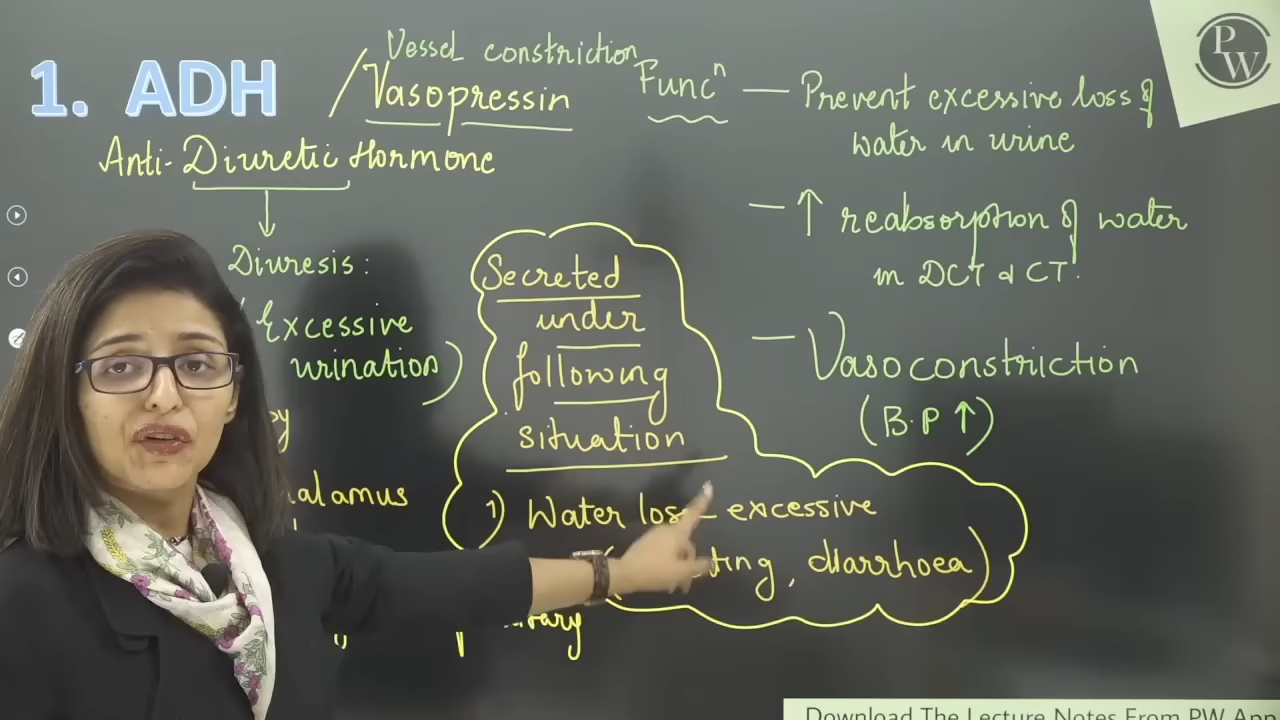 1. ADH
/ Vessel constriction
Vasopressin
Anti-Diuretic Hormone
Diuresis:
(Excessive
urination)
Secreted
under
following
situation
1) Water loss excessive
diarrhoea)
Funcⁿ — Prevent excessive loss of
water in urine
— ↑ reabsorption of water
in DCT & CT.
— Vasoconstriction
(B.P ↑)
PW
Download The Lecture Notes From PW App